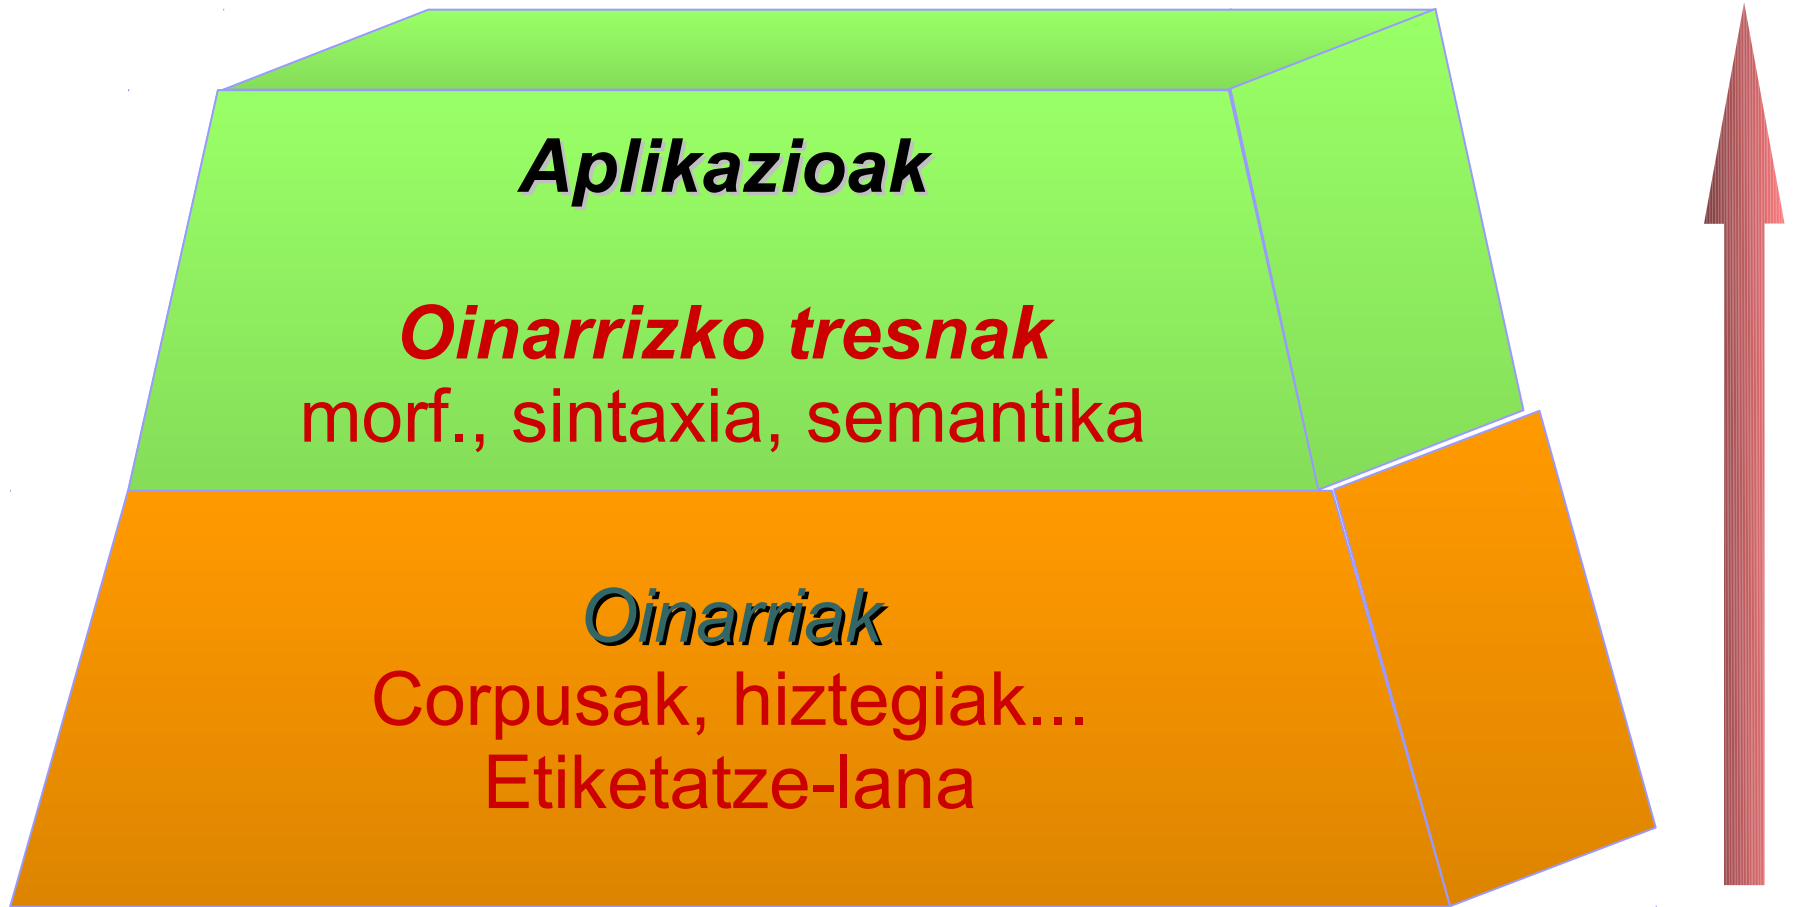 Aplikazioak
Oinarrizko tresnak
morf., sintaxia, semantika
Oinarriak
Corpusak, hiztegiak...
Etiketatze-lana